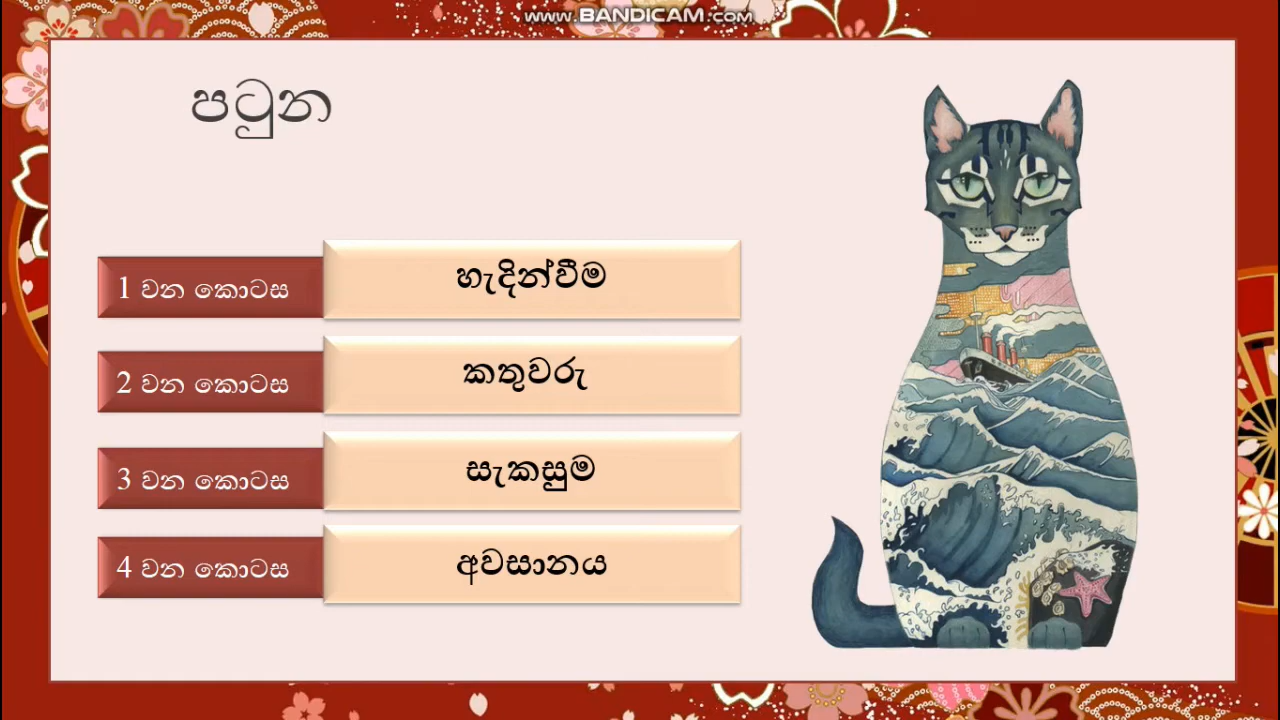 www.BANDICAM.com
පටුන
1 වන කොටස
හැදින්වීම
2 වන කොටස
කතුවරු
3 වන කොටස
සැකසුම
4 වන කොටස
අවසානය